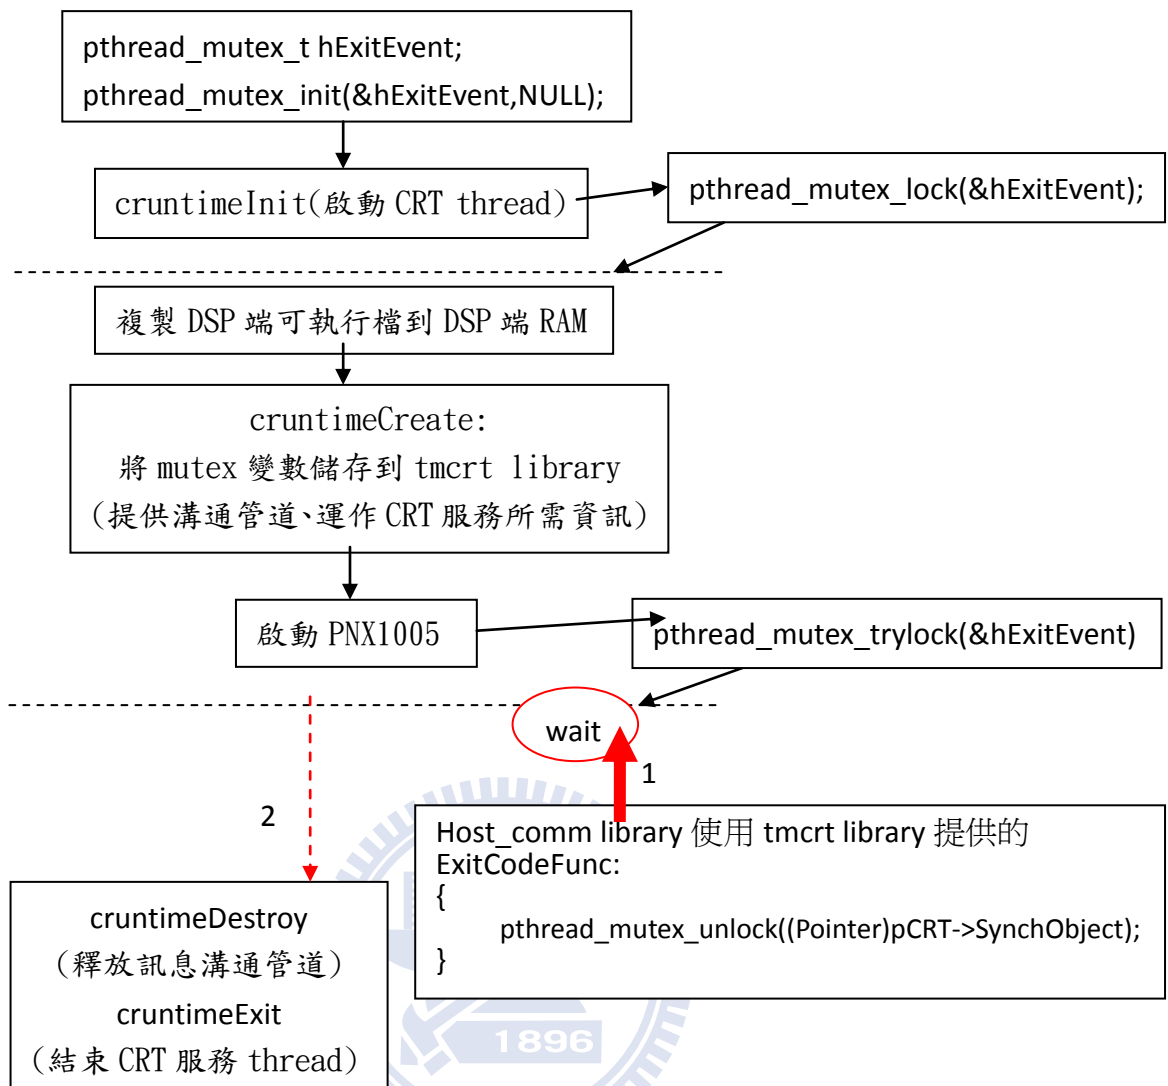 pthread_mutex_t hExitEvent;
pthread_mutex_init(&hExitEvent,NULL);
cruntimeInit(啟動 CRT thread)
pthread_mutex_lock(&hExitEvent);
複製 DSP 端可執行檔到 DSP 端 RAM
cruntimeCreate:
將 mutex 變數儲存到 tmcrt library
(提供溝通管道、運作 CRT 服務所需資訊)
啟動 PNX1005
pthread_mutex_trylock(&hExitEvent)
wait
1
2
Host_comm library 使用 tmcrt library 提供的
ExitCodeFunc:
{
pthread_mutex_unlock((Pointer)pCRT->SynchObject);
}
cruntimeDestroy
(釋放訊息溝通管道)
cruntimeExit
(結束 CRT 服務 thread)
1896